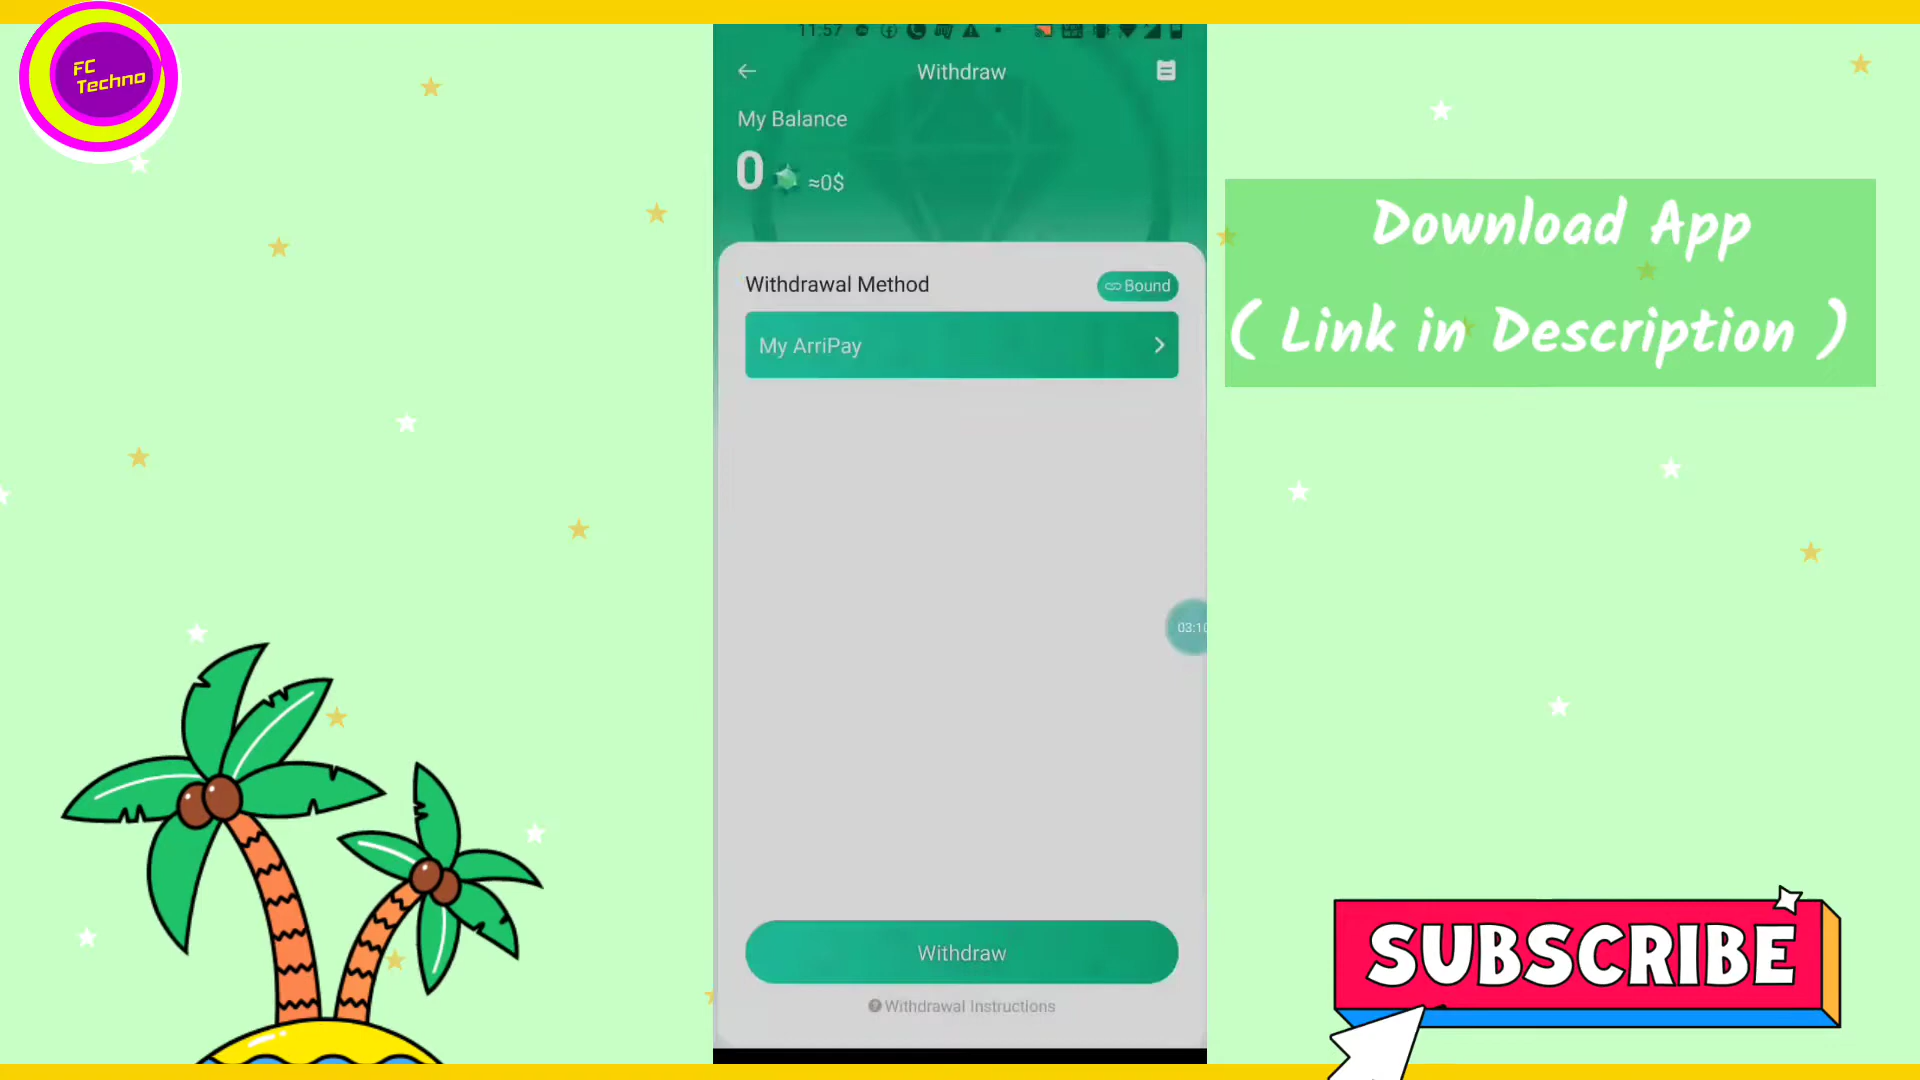 FC
Techno
11:57
Withdraw
My Balance
0 ≈0$
Withdrawal Method
Bound
My ArriPay
Download App
( Link in Description )
03:10
Withdraw
Withdrawal Instructions
SUBSCRIBE